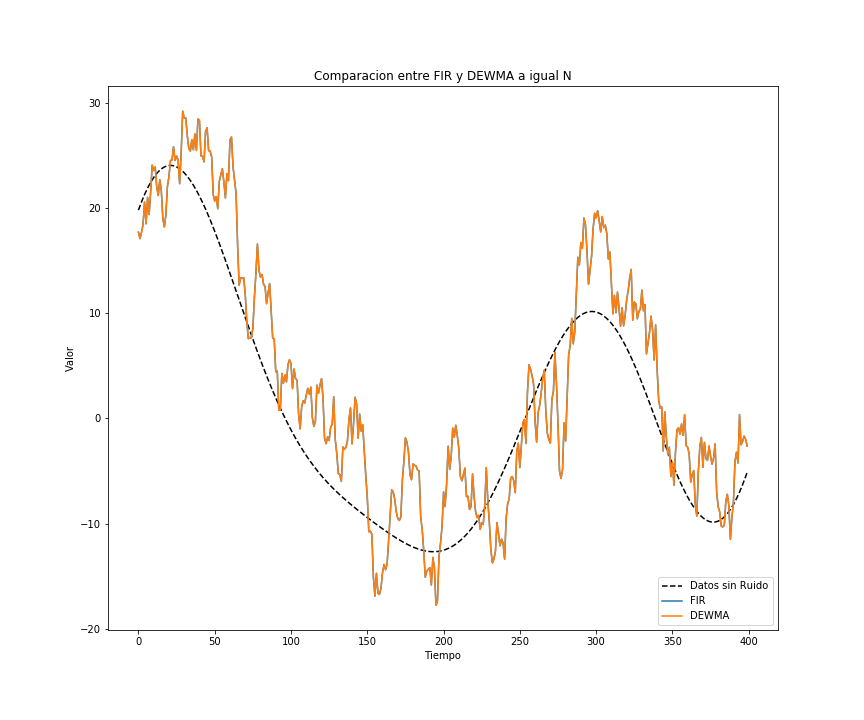 Comparacion entre FIR y DEWMA a igual N
30
20
10
0
−10
−20
Valor
0 50 100 150 200 250 300 350 400
Tiempo
Datos sin Ruido
FIR
DEWMA